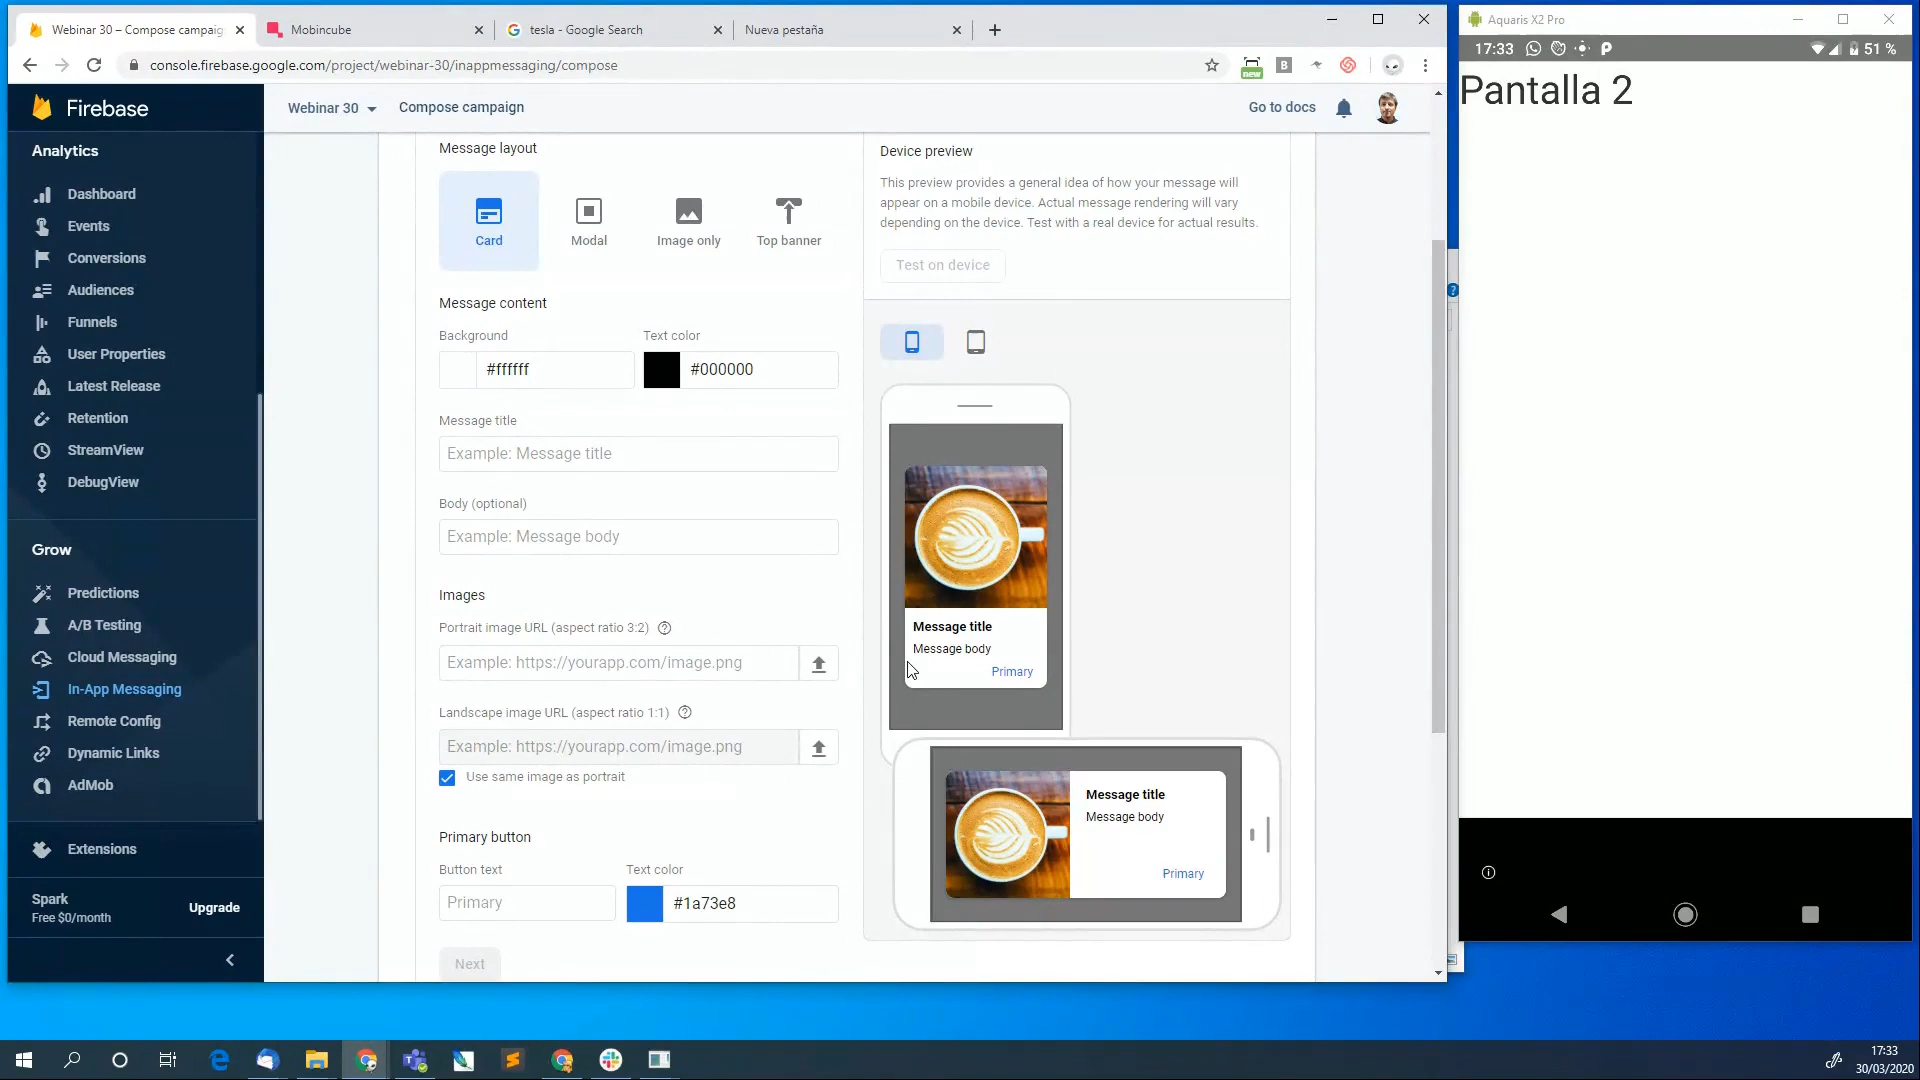 Webinar 30 – Compose campaig
Mobincube
tesla - Google Search
Nueva pestaña
console.firebase.google.com/project/webinar-30/inappmessaging/compose
new
B
Firebase
Webinar 30
Compose campaign
Go to docs
Analytics
Dashboard
Events
Conversions
Audiences
Funnels
User Properties
Latest Release
Retention
StreamView
DebugView
Grow
Predictions
A/B Testing
Cloud Messaging
In-App Messaging
Remote Config
Dynamic Links
AdMob
Extensions
Spark
Free $0/month
Upgrade
Message layout
Card
Modal
Image only
Top banner
Message content
Background
Text color
#ffffff
#000000
Message title
Example: Message title
Body (optional)
Example: Message body
Images
Portrait image URL (aspect ratio 3:2)
Example: https://yourapp.com/image.png
Landscape image URL (aspect ratio 1:1)
Example: https://yourapp.com/image.png
Use same image as portrait
Primary button
Button text
Text color
Primary
#1a73e8
Next
Device preview
This preview provides a general idea of how your message will
appear on a mobile device. Actual message rendering will vary
depending on the device. Test with a real device for actual results.
Test on device
Message title
Message body
Primary
Message title
Message body
Primary
Aquaris X2 Pro
17:33
51 %
Pantalla 2
17:33
30/03/2020